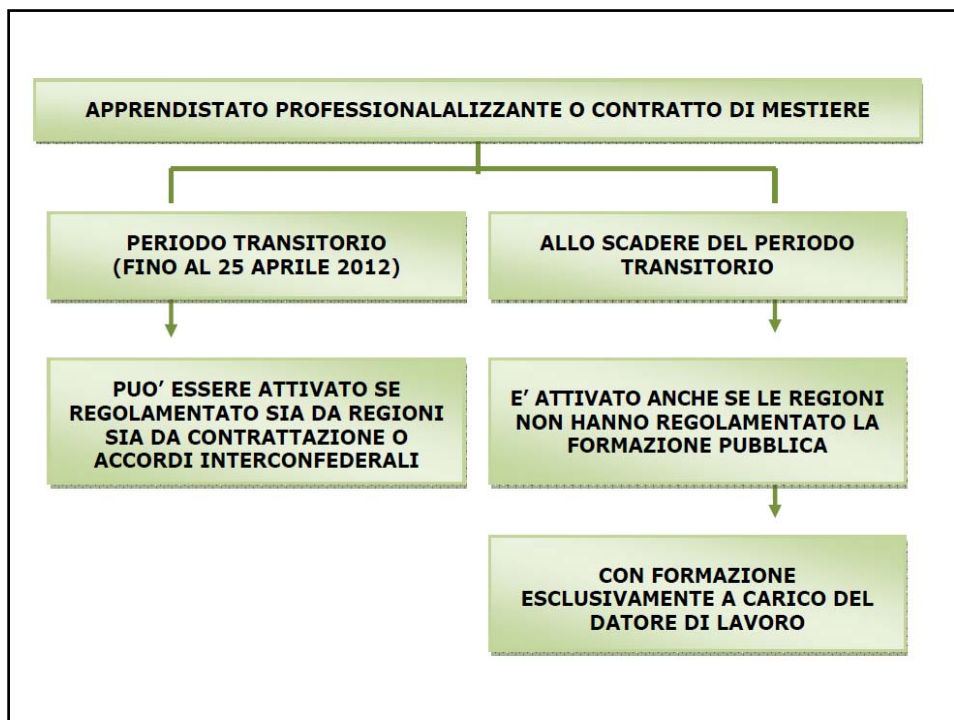 APPRENDISTATO PROFESSIONALALIZZANTE O CONTRATTO DI MESTIERE
PERIODO TRANSITORIO
(FINO AL 25 APRILE 2012)
ALLO SCADERE DEL PERIODO
TRANSITORIO
PUO’ ESSERE ATTIVATO SE
REGOLAMENTATO SIA DA REGIONI
SIA DA CONTRATTAZIONE O
ACCORDI INTERCONFEDERALI
E’ ATTIVATO ANCHE SE LE REGIONI
NON HANNO REGOLAMENTATO LA
FORMAZIONE PUBBLICA
CON FORMAZIONE
ESCLUSIVAMENTE A CARICO DEL
DATORE DI LAVORO